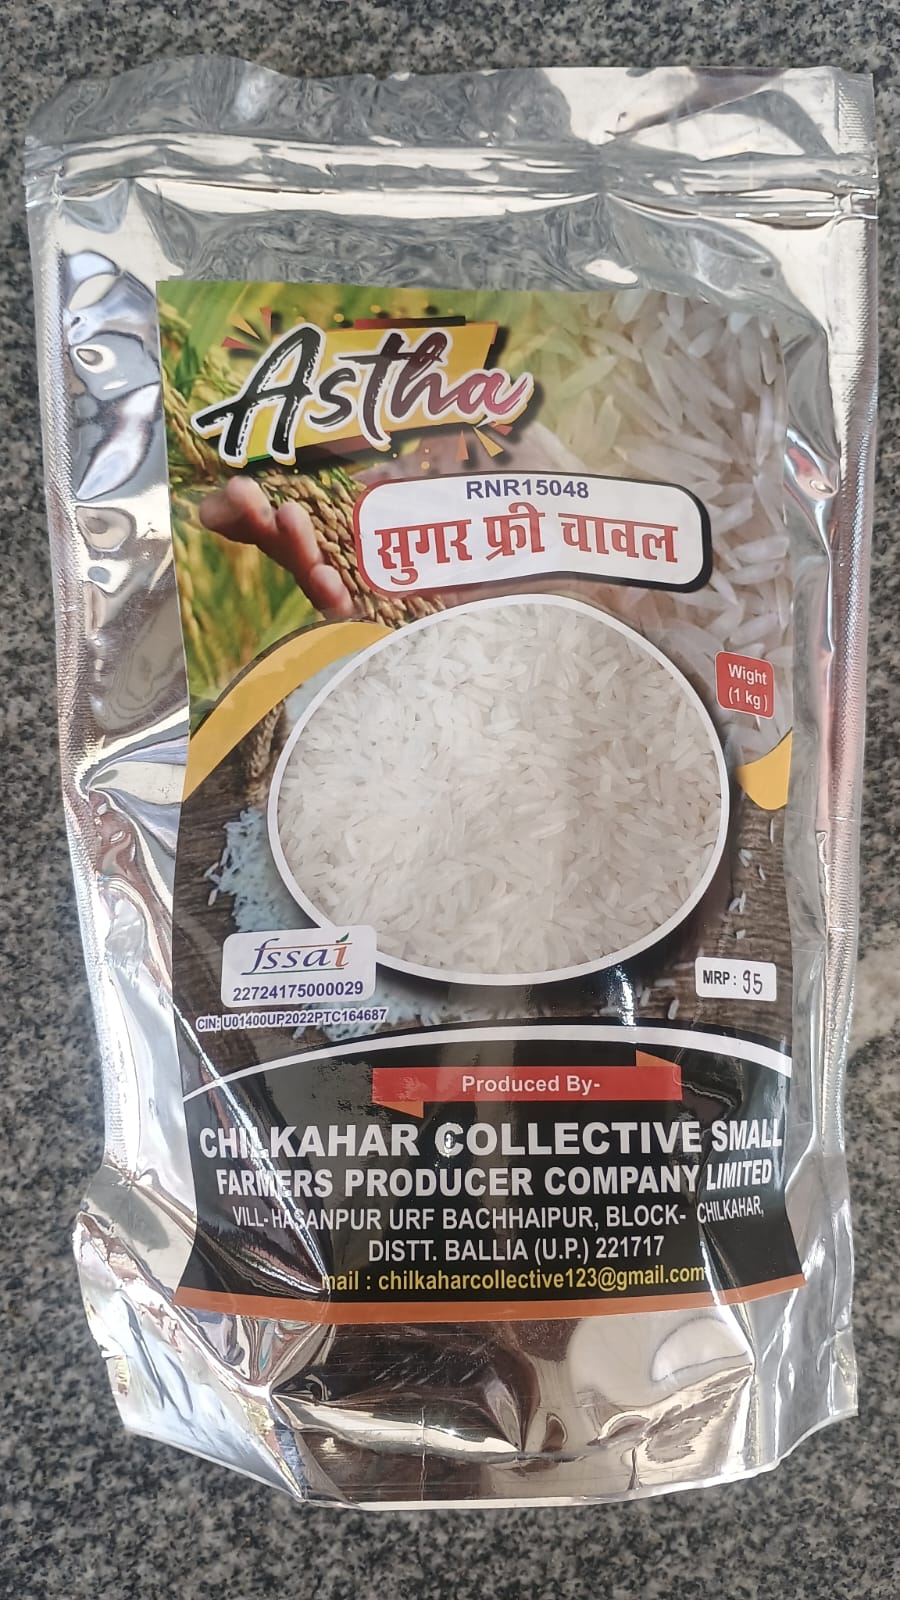 Astha
RNR15048
सुगर फ्री चावल
Wight
(1 kg)
fssai
22724175000029
MRP: 95
CIN: U01400UP2022PTC164687
Produced By-
CHILKAHAR COLLECTIVE SMALL
FARMERS PRODUCER COMPANY LIMITED
VILL- HASANPUR URF BACHHAIPUR, BLOCK- CHILKAHAR,
DISTT. BALLIA (U.P.) 221717
mail : chilkaharcollective123@gmail.com